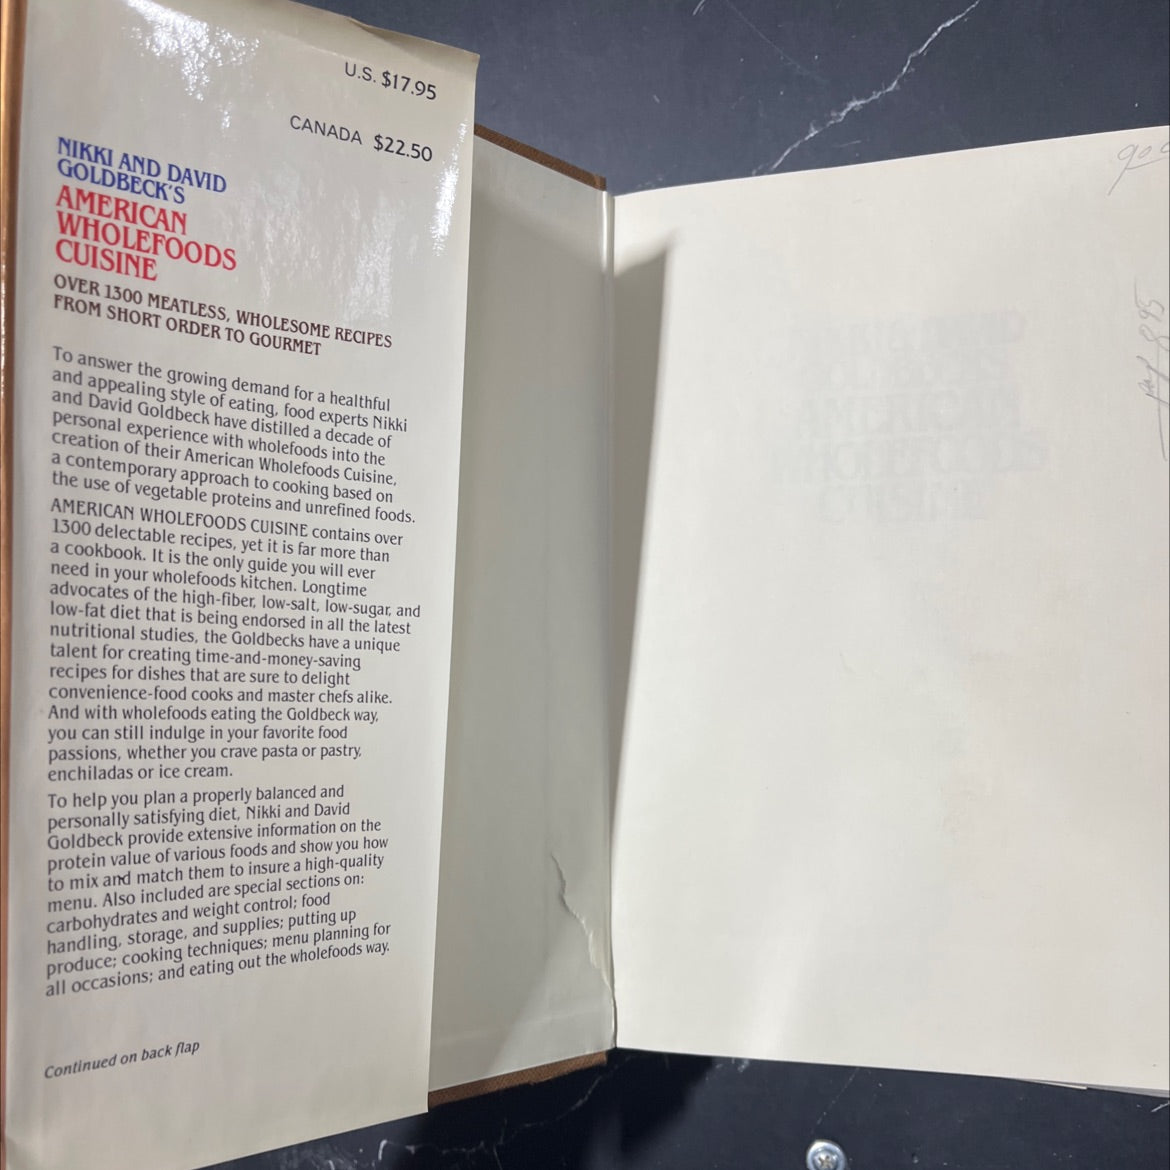 U.S. $17.95
CANADA $22.50
NIKKI AND DAVID
GOLDBECK'S
AMERICAN
WHOLEFOODS
CUISINE
OVER 1300 MEATLESS, WHOLESOME RECIPES
FROM SHORT ORDER TO GOURMET
To answer the growing demand for a healthful
and appealing style of eating, food experts Nikki
and David Goldbeck have distilled a decade of
personal experience with wholefoods into the
creation of their American Wholefoods Cuisine,
a contemporary approach to cooking based on
the use of vegetable proteins and unrefined foods.
AMERICAN WHOLEFOODS CUISINE contains over
1300 delectable recipes, yet it is far more than
a cookbook. It is the only guide you will ever
need in your wholefoods kitchen. Longtime
advocates of the high-fiber, low-salt, low-sugar, and
low-fat diet that is being endorsed in all the latest
nutritional studies, the Goldbecks have a unique
talent for creating time-and-money-saving
recipes for dishes that are sure to delight
convenience-food cooks and master chefs alike.
And with wholefoods eating the Goldbeck way,
you can still indulge in your favorite food
passions, whether you crave pasta or pastry,
enchiladas or ice cream.
To help you plan a properly balanced and
personally satisfying diet, Nikki and David
Goldbeck provide extensive information on the
protein value of various foods and show you how
to mix and match them to insure a high-quality
menu. Also included are special sections on:
carbohydrates and weight control; food
handling, storage, and supplies; putting up
produce; cooking techniques; menu planning for
all occasions; and eating out the wholefoods way.
Continued on back flap